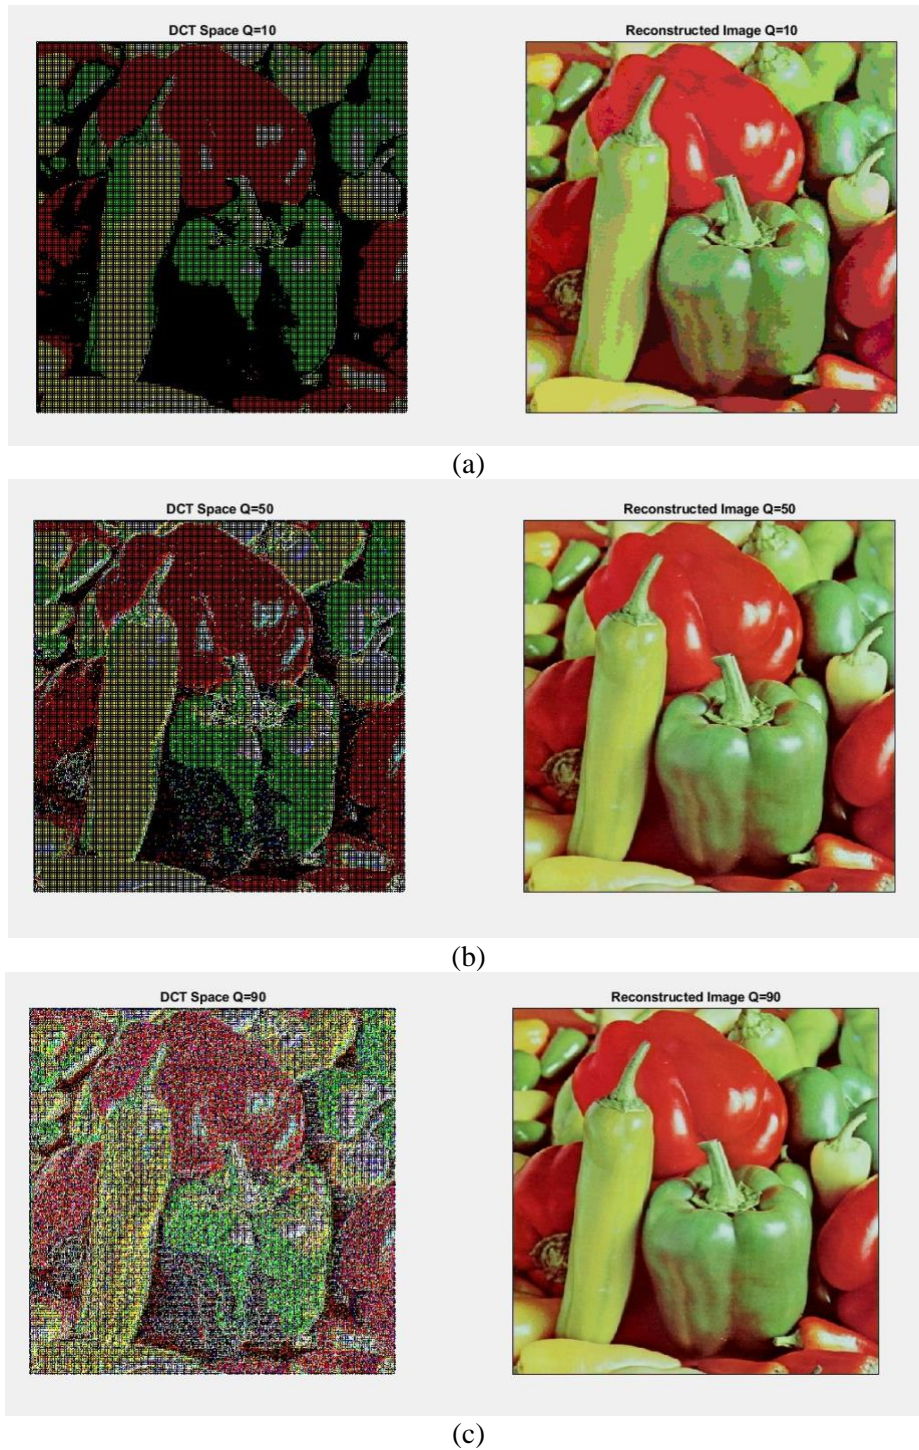 DCT Space Q=10
Reconstructed Image Q=10
(a)
DCT Space Q=50
Reconstructed Image Q=50
(b)
DCT Space Q=90
Reconstructed Image Q=90
(c)